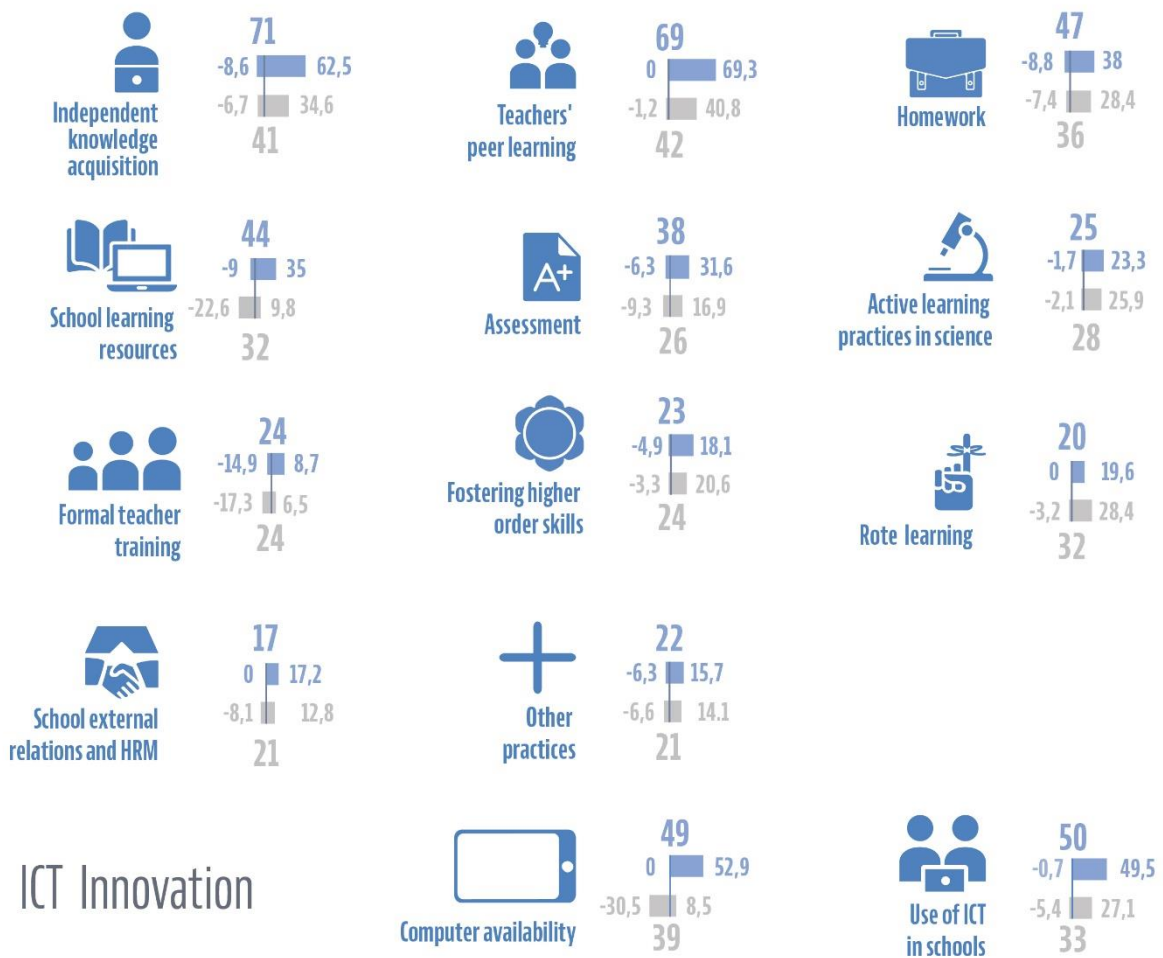 71
-8,6 62,5
-6,7 34,6
41
Independent
knowledge
acquisition
69
0 69,3
-1,2 40,8
42
Teachers'
peer learning
47
-8,8 38
-7,4 28,4
36
Homework
44
-9 35
-22,6 9,8
32
School learning
resources
38
-6,3 31,6
-9,3 16,9
26
A+
Assessment
25
-1,7 23,3
-2,1 25,9
28
Active learning
practices in science
24
-14,9 8,7
-17,3 6,5
24
Formal teacher
training
23
-4,9 18,1
-3,3 20,6
24
Fostering higher
order skills
20
0 19,6
-3,2 28,4
32
Rote learning
17
0 17,2
-8,1 12,8
21
School external
relations and HRM
22
-6,3 15,7
-6,6 14.1
21
Other
practices
ICT Innovation
49
0 52,9
-30,5 8,5
39
Computer availability
50
-0,7 49,5
-5,4 27,1
33
Use of ICT
in schools